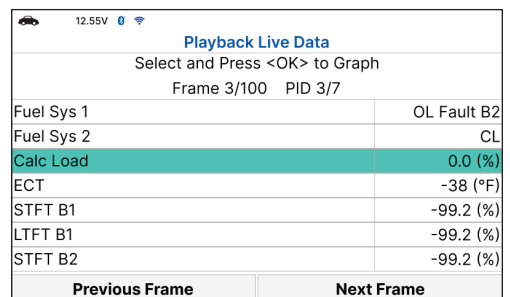 12.55V
Playback Live Data
Select and Press <OK> to Graph
Frame 3/100 PID 3/7
Fuel Sys 1 OL Fault B2
Fuel Sys 2 CL
Calc Load 0.0 (%)
ECT -38 (°F)
STFT B1 -99.2 (%)
LTFT B1 -99.2 (%)
STFT B2 -99.2 (%)
Previous Frame Next Frame